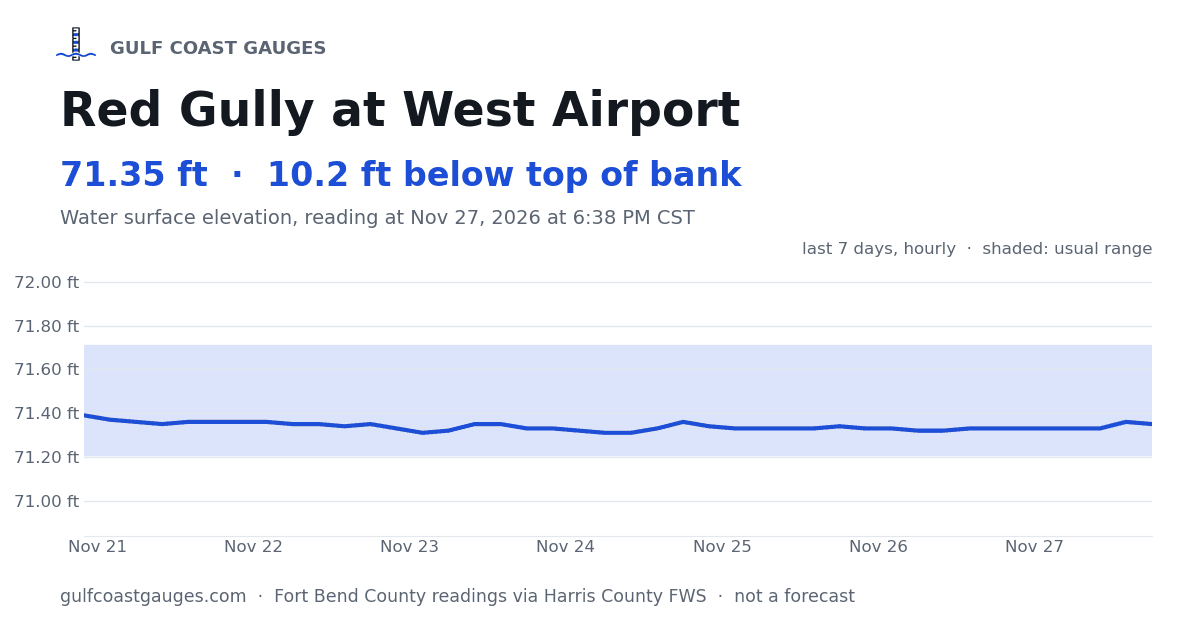 GULF COAST GAUGES
Red Gully at West Airport
71.35 ft · 10.2 ft below top of bank
Water surface elevation, reading at Nov 27, 2026 at 6:38 PM CST
last 7 days, hourly · shaded: usual range
72.00 ft
71.80 ft
71.60 ft
71.40 ft
71.20 ft
71.00 ft
Nov 21 Nov 22 Nov 23 Nov 24 Nov 25 Nov 26 Nov 27
gulfcoastgauges.com · Fort Bend County readings via Harris County FWS · not a forecast